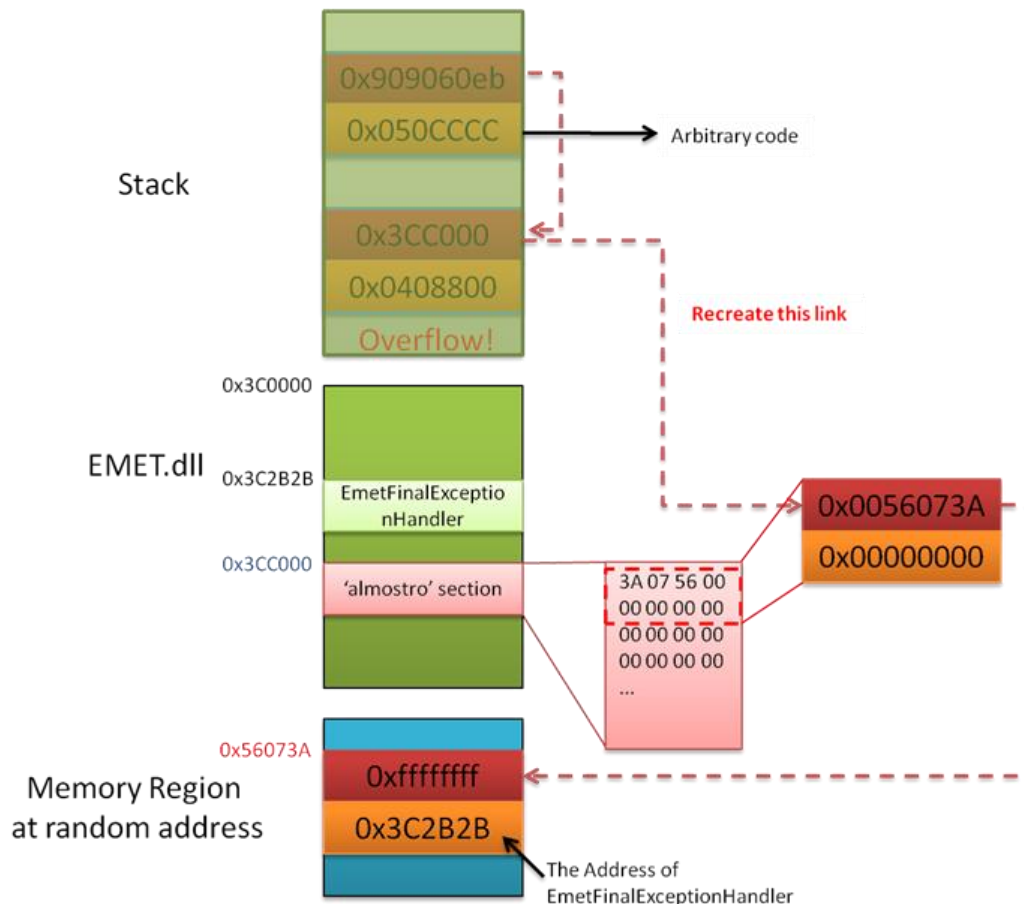 0x909060eb
0x050CCCC
Arbitrary code
Stack
0x3CC000
0x0408800
Recreate this link
Overflow!
0x3C0000
EMET.dll
0x3C2B2B
EmetFinalExceptio
nHandler
0x0056073A
0x00000000
0x3CC000
'almostro' section
3A 07 56 00
00 00 00 00
00 00 00 00
00 00 00 00
...
0x56073A
Memory Region
at random address
0xffffffff
0x3C2B2B
The Address of
EmetFinalExceptionHandler